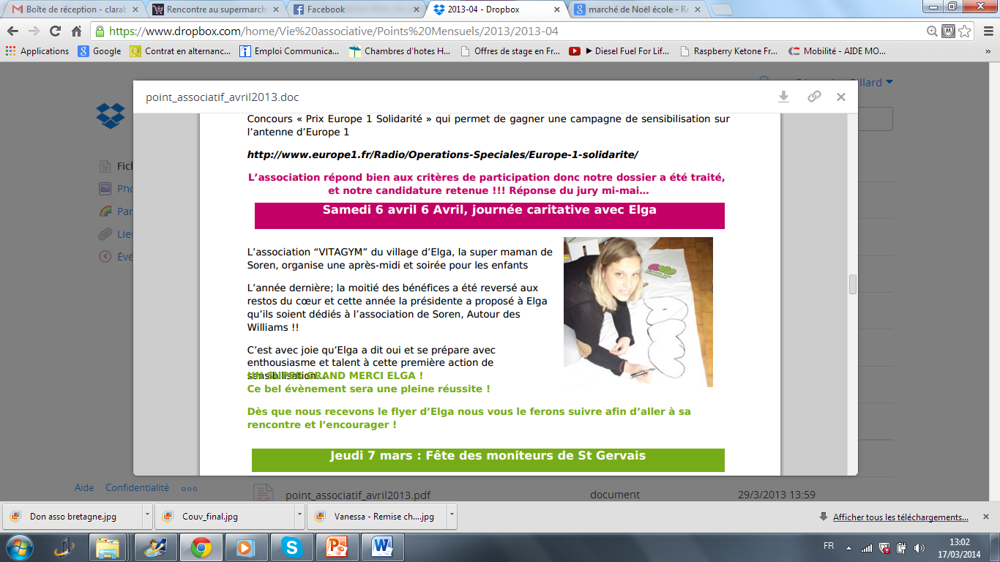 Boîte de réception - clarab
Rencontre au supermarch
Facebook
2013-04 - Dropbox
marché de Noël école - Re
https://www.dropbox.com/home/Vie%20associative/Points%20Mensuels/2013/2013-04
Applications
Google
Contrat en alternanc...
Emploi Communica...
Chambres d'hotes H...
Offres de stage en Fr...
► Diesel Fuel For Lif...
Raspberry Ketone Fr...
Mobilité - AIDE MO...
»
illard
point_associatif_avril2013.doc
Fich
Pho
Par
Lien
Évé
Concours « Prix Europe 1 Solidarité » qui permet de gagner une campagne de sensibilisation sur
l’antenne d’Europe 1
http://www.europe1.fr/Radio/Operations-Speciales/Europe-1-solidarite/
L’association répond bien aux critères de participation donc notre dossier a été traité,
et notre candidature retenue !!! Réponse du jury mi-mai…
Samedi 6 avril 6 Avril, journée caritative avec Elga
L’association “VITAGYM” du village d’Elga, la super maman de
Soren, organise une après-midi et soirée pour les enfants
L’année dernière; la moitié des bénéfices a été reversé aux
restos du cœur et cette année la présidente a proposé à Elga
qu’ils soient dédiés à l’association de Soren, Autour des
Williams !!
C’est avec joie qu’Elga a dit oui et se prépare avec
enthousiasme et talent à cette première action de
sensibilisation.
UN SUPER GRAND MERCI ELGA !
Ce bel évènement sera une pleine réussite !
Dès que nous recevons le flyer d’Elga nous vous le ferons suivre afin d’aller à sa
rencontre et l’encourager !
Jeudi 7 mars : Fête des moniteurs de St Gervais
Aide
Confidentialité
point_associatif_avril2013.pdf
document
29/3/2013 13:59
Don asso bretagne.jpg
Couv_final.jpg
Vanessa - Remise ch....jpg
Afficher tous les téléchargements...
FR
13:02
17/03/2014